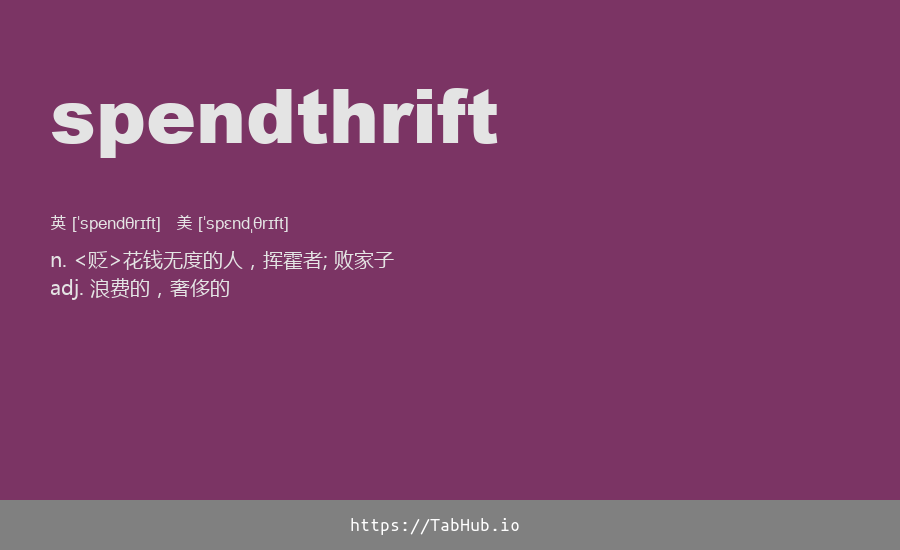 spendthrift
英 [ˈspendθrɪft] 美 [ˈspɛndˌθrɪft]
n. <贬>花钱无度的人，挥霍者; 败家子
adj. 浪费的，奢侈的
https://TabHub.io